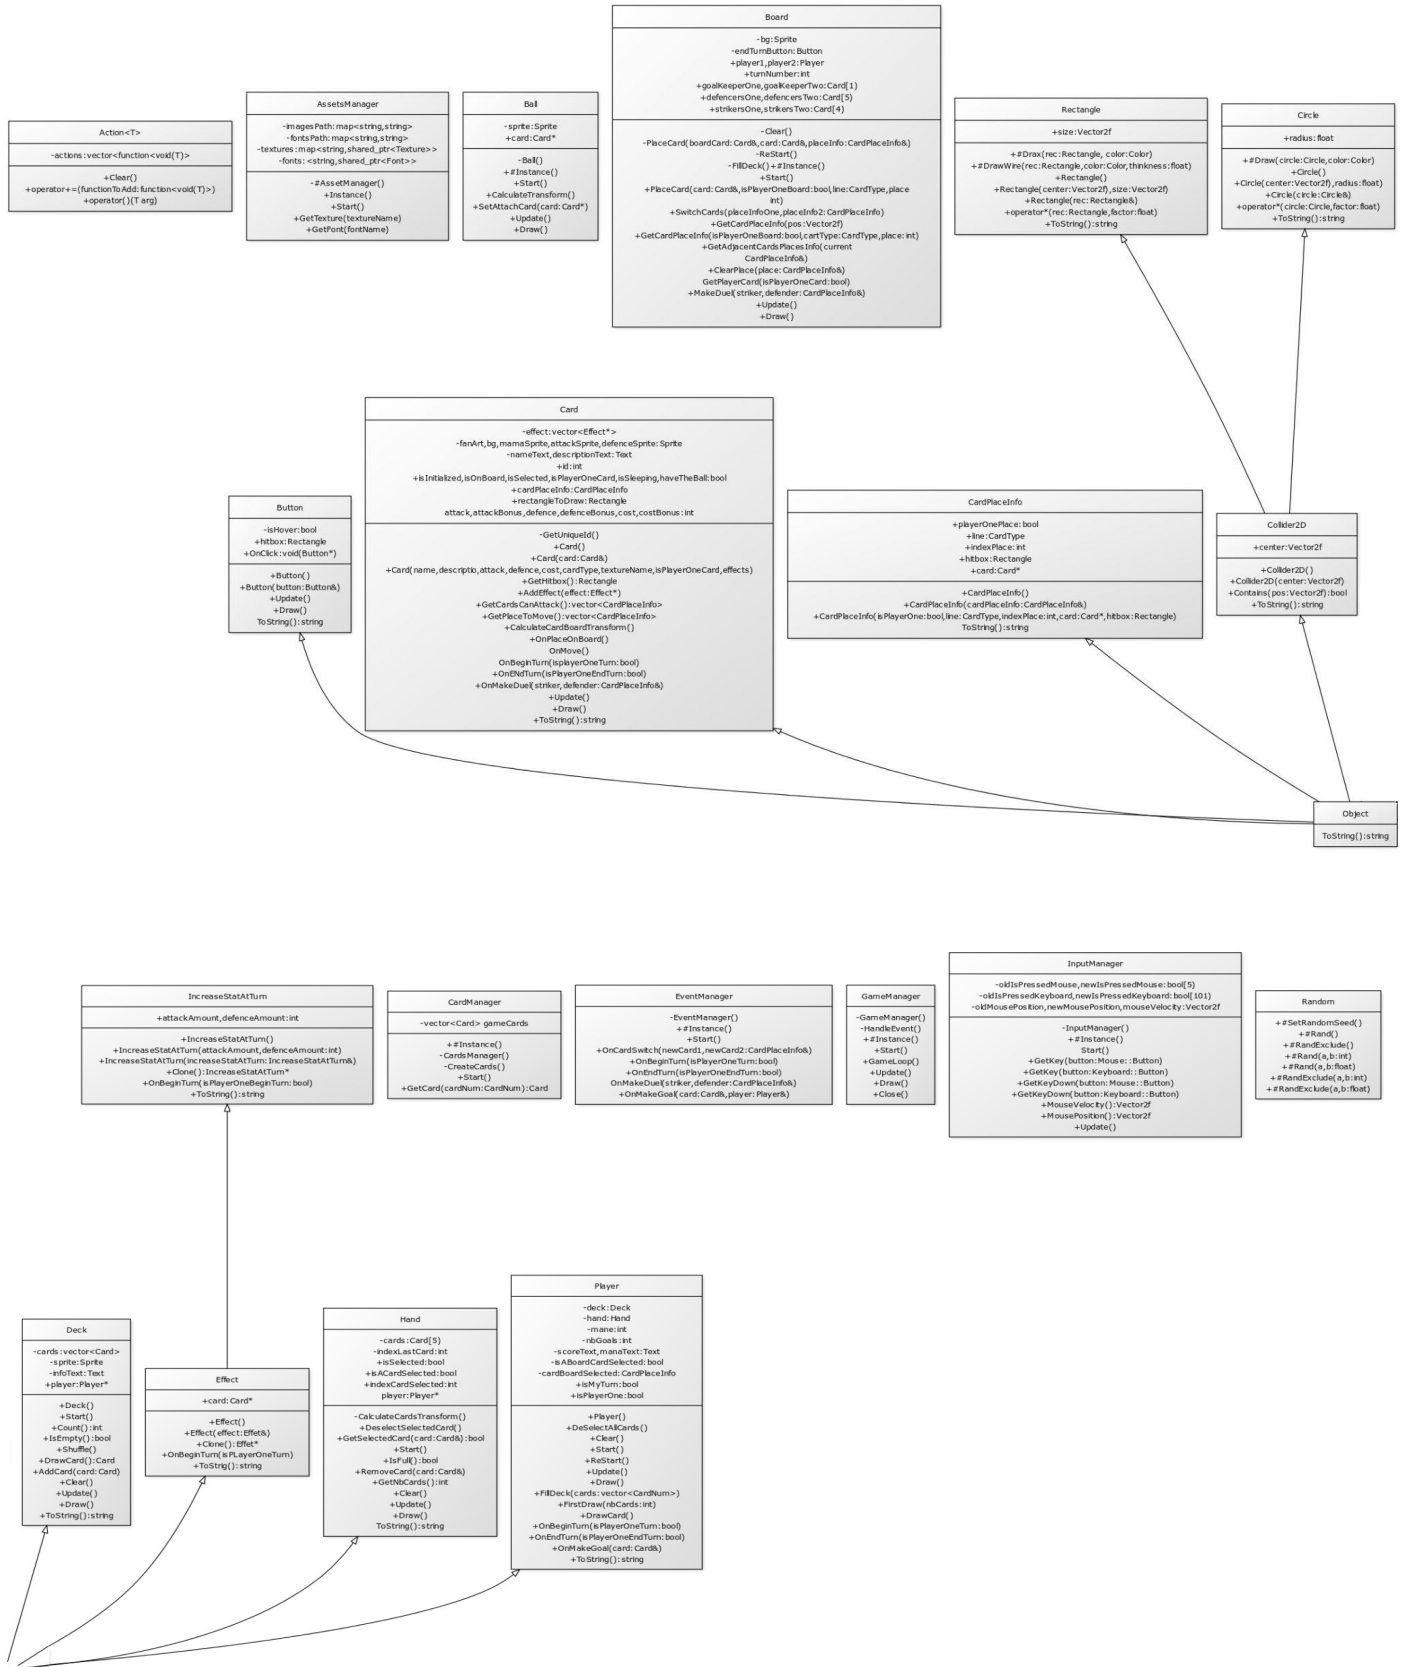 Board
-bg:Sprite
-endTurnButton:Button
+player1,player2:Player
+turnNumber:int
+goalKeeperOne,goalKeeperTwo:Card[1]
+defencersOne,defencersTwo:Card[5]
+strikersOne,strikersTwo:Card[4]
-Clear()
-PlaceCard(boardCard:Card&,card:Card&,placeInfo:CardPlaceInfo&)
-ReStart()
-FillDeck()+#Instance()
+Start()
+PlaceCard(card:Card&,isPlayerOneBoard:bool,line:CardType,place
int)
+SwitchCards(placeInfoOne,placeInfo2:CardPlaceInfo)
+GetCardPlaceInfo(pos:Vector2f)
+GetCardPlaceInfo(isPlayerOneBoard:bool,cartType:CardType,place:int)
+GetAdjacentCardsPlacesInfo(current
CardPlaceInfo&)
+ClearPlace(place:CardPlaceInfo&)
GetPlayerCard(isPlayerOneCard:bool)
+MakeDuel(striker,defender:CardPlaceInfo&)
+Update()
+Draw()
Action<T>
-actions:vector<function<void(T)>
+Clear()
+operator+=(functionToAdd:function<void(T)>)
+operator()(T arg)
AssetsManager
-imagesPath:map<string,string>
-fontsPath:map<string,string>
-textures:map<string,shared_ptr<Texture>>
-fonts:<string,shared_ptr<Font>>
-#AssetManager()
+Instance()
+Start()
+GetTexture(textureName)
+GetFont(fontName)
Ball
-sprite:Sprite
+card:Card*
-Ball()
+#Instance()
+Start()
+CalculateTransform()
+SetAttachCard(card:Card*)
+Update()
+Draw()
Rectangle
+size:Vector2f
+#Drax(rec:Rectangle, color:Color)
+#DrawWire(rec:Rectangle,color:Color,thinkness:float)
+Rectangle()
+Rectangle(center:Vector2f),size:Vector2f)
+Rectangle(rec:Rectangle&)
+operator*(rec:Rectangle,factor:float)
+ToString():string
Circle
+radius:float
+#Draw(circle:Circle,color:Color)
+Circle()
+Circle(center:Vector2f),radius:float)
+Circle(circle:Circle&)
+operator*(circle:Circle,factor:float)
+ToString():string
Card
-effect:vector<Effect*>
-fanArt,bg,mamaSprite,attackSprite,defenceSprite:Sprite
-nameText,descriptionText:Text
+id:int
+isInitialized,isOnBoard,isSelected,isPlayerOneCard,isSleeping,haveTheBall:bool
+cardPlaceInfo:CardPlaceInfo
+rectangleToDraw:Rectangle
attack,attackBonus,defence,defenceBonus,cost,costBonus:int
-GetUniqueId()
+Card()
+Card(card:Card&)
+Card(name,descriptio,attack,defence,cost,cardType,textureName,isPlayerOneCard,effects)
+GetHitbox():Rectangle
+AddEffect(effect:Effect*)
+GetCardsCanAttack():vector<CardPlaceInfo>
+GetPlaceToMove():vector<CardPlaceInfo>
+CalculateCardBoardTransform()
+OnPlaceOnBoard()
OnMove()
OnBeginTurn(isplayerOneTurn:bool)
+OnENdTurn(isPlayerOneEndTurn:bool)
+OnMakeDuel(striker,defender:CardPlaceInfo&)
+Update()
+Draw()
+ToString():string
Button
-isHover:bool
+hitbox:Rectangle
+OnClick:void(Button*)
+Button()
+Button(button:Button&)
+Update()
+Draw()
ToString():string
CardPlaceInfo
+playerOnePlace:bool
+line:CardType
+indexPlace:int
+hitbox:Rectangle
+card:Card*
+CardPlaceInfo()
+CardPlaceInfo(cardPlaceInfo:CardPlaceInfo&)
+CardPlaceInfo(isPlayerOne:bool,line:CardType,indexPlace:int,card:Card*,hitbox:Rectangle)
ToString():string
Collider2D
+center:Vector2f
+Collider2D()
+Collider2D(center:Vector2f)
+Contains(pos:Vector2f):bool
+ToString():string
Object
ToString():string
IncreaseStatAtTurn
+attackAmount,defenceAmount:int
+IncreaseStatAtTurn()
+IncreaseStatAtTurn(attackAmount,defenceAmount:int)
+IncreaseStatAtTurn(increaseStatAtTurn:IncreaseStatAtTurn&)
+Clone():IncreaseStatAtTurn*
+OnBeginTurn(isPlayerOneBeginTurn:bool)
+ToString():string
CardManager
-vector<Card> gameCards
+#Instance()
-CardsManager()
-CreateCards()
+Start()
+GetCard(cardNum:CardNum):Card
EventManager
-EventManager()
+#Instance()
+Start()
+OnCardSwitch(newCard1,newCard2:CardPlaceInfo&)
+OnBeginTurn(isPlayerOneTurn:bool)
+OnEndTurn(isPlayerOneEndTurn:bool)
OnMakeDuel(striker,defender:CardPlaceInfo&)
+OnMakeGoal(card:Card&,player:Player&)
GameManager
-GameManager()
-HandleEvent()
+#Instance()
+Start()
+GameLoop()
+Update()
+Draw()
+Close()
InputManager
-oldIsPressedMouse,newIsPressedMouse:bool[5]
-oldIsPressedKeyboard,newIsPressedKeyboard:bool[101]
-oldMousePosition,newMousePosition,mouseVelocity:Vector2f
-InputManager()
+#Instance()
Start()
+GetKey(button:Mouse::Button)
+GetKey(button:Keyboard::Button)
+GetKeyDown(button:Mouse::Button)
+GetKeyDown(button:Keyboard::Button)
+MouseVelocity():Vector2f
+MousePosition():Vector2f
+Update()
Random
+#SetRandomSeed()
+#Rand()
+#RandExclude()
+#Rand(a,b:int)
+#Rand(a,b:float)
+#RandExclude(a,b:int)
+#RandExclude(a,b:float)
Deck
-cards:vector<Card>
-sprite:Sprite
-infoText:Text
+player:Player*
+Deck()
+Start()
+Count():int
+IsEmpty():bool
+Shuffle()
+DrawCard():Card
+AddCard(card:Card)
+Clear()
+Update()
+Draw()
+ToString():string
Effect
+card:Card*
+Effect()
+Effect(effect:Effet&)
+Clone():Effet*
+OnBeginTurn(isPLayerOneTurn)
+ToStrig():string
Hand
-cards:Card[5]
-indexLastCard:int
+isSelected:bool
+isACardSelected:bool
+indexCardSelected:int
player:Player*
-CalculateCardsTransform()
+DeselectSelectedCard()
+GetSelectedCard(card:Card&):bool
+Start()
+IsFull():bool
+RemoveCard(card:Card&)
+GetNbCards():int
+Clear()
+Update()
+Draw()
ToString():string
Player
-deck:Deck
-hand:Hand
-mane:int
-nbGoals:int
-scoreText,manaText:Text
-isABoardCardSelected:bool
-cardBoardSelected:CardPlaceInfo
+isMyTurn:bool
+isPlayerOne:bool
+Player()
+DeSelectAllCards()
+Clear()
+Start()
+ReStart()
+Update()
+Draw()
+FillDeck(cards:vector<CardNum>)
+FirstDraw(nbCards:int)
+DrawCard()
+OnBeginTurn(isPlayerOneTurn:bool)
+OnEndTurn(isPlayerOneEndTurn:bool)
+OnMakeGoal(card:Card&)
+ToString():string